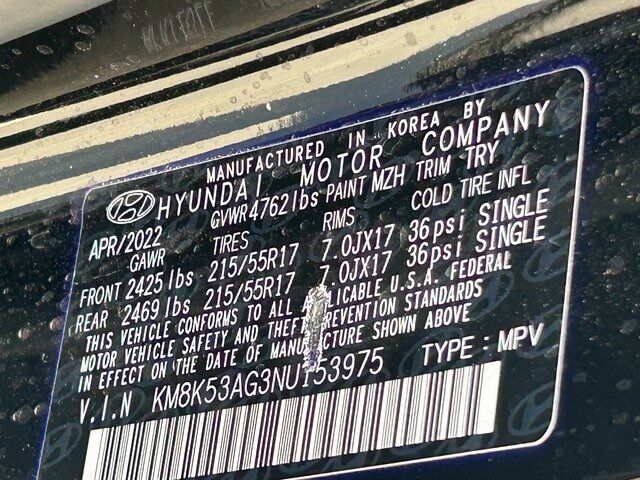 MANUFACTURED IN KOREA BY
HYUNDAI MOTOR COMPANY
APR/2022 GVWR 4762 lbs PAINT MZH TRIM TRY
GAWR TIRES RIMS COLD TIRE INFL
FRONT 2425 lbs 215/55R17 7.0JX17 36psi SINGLE
REAR 2469 lbs 215/55R17 7.0JX17 36psi SINGLE
THIS VEHICLE CONFORMS TO ALL U.S.A. FEDERAL
MOTOR VEHICLE SAFETY AND STANDARDS
IN EFFECT ON THE DATE OF MANUFACTURE SHOWN ABOVE
V.I.N KM8K53AG3NU153975 TYPE : MPV